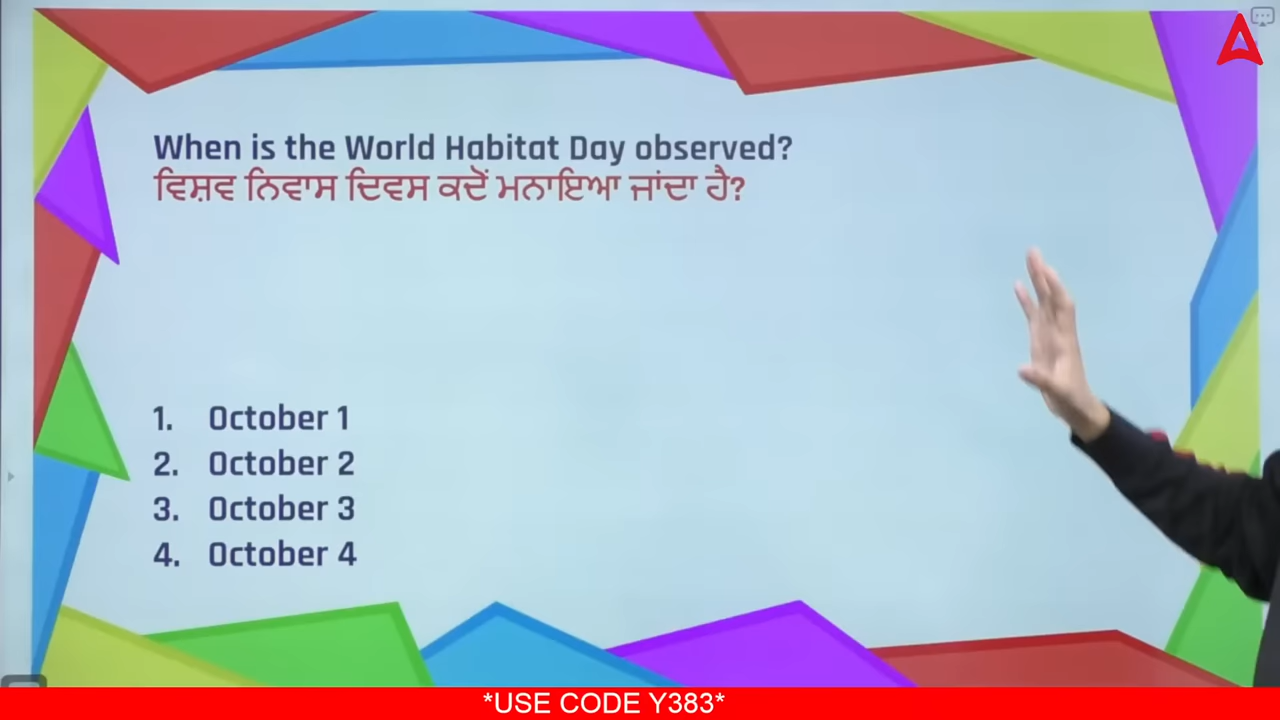 When is the World Habitat Day observed?
ਵਿਸ਼ਵ ਨਿਵਾਸ ਦਿਵਸ ਕਦੋਂ ਮਨਾਇਆ ਜਾਂਦਾ ਹੈ?
1. October 1
2. October 2
3. October 3
4. October 4
*USE CODE Y383*